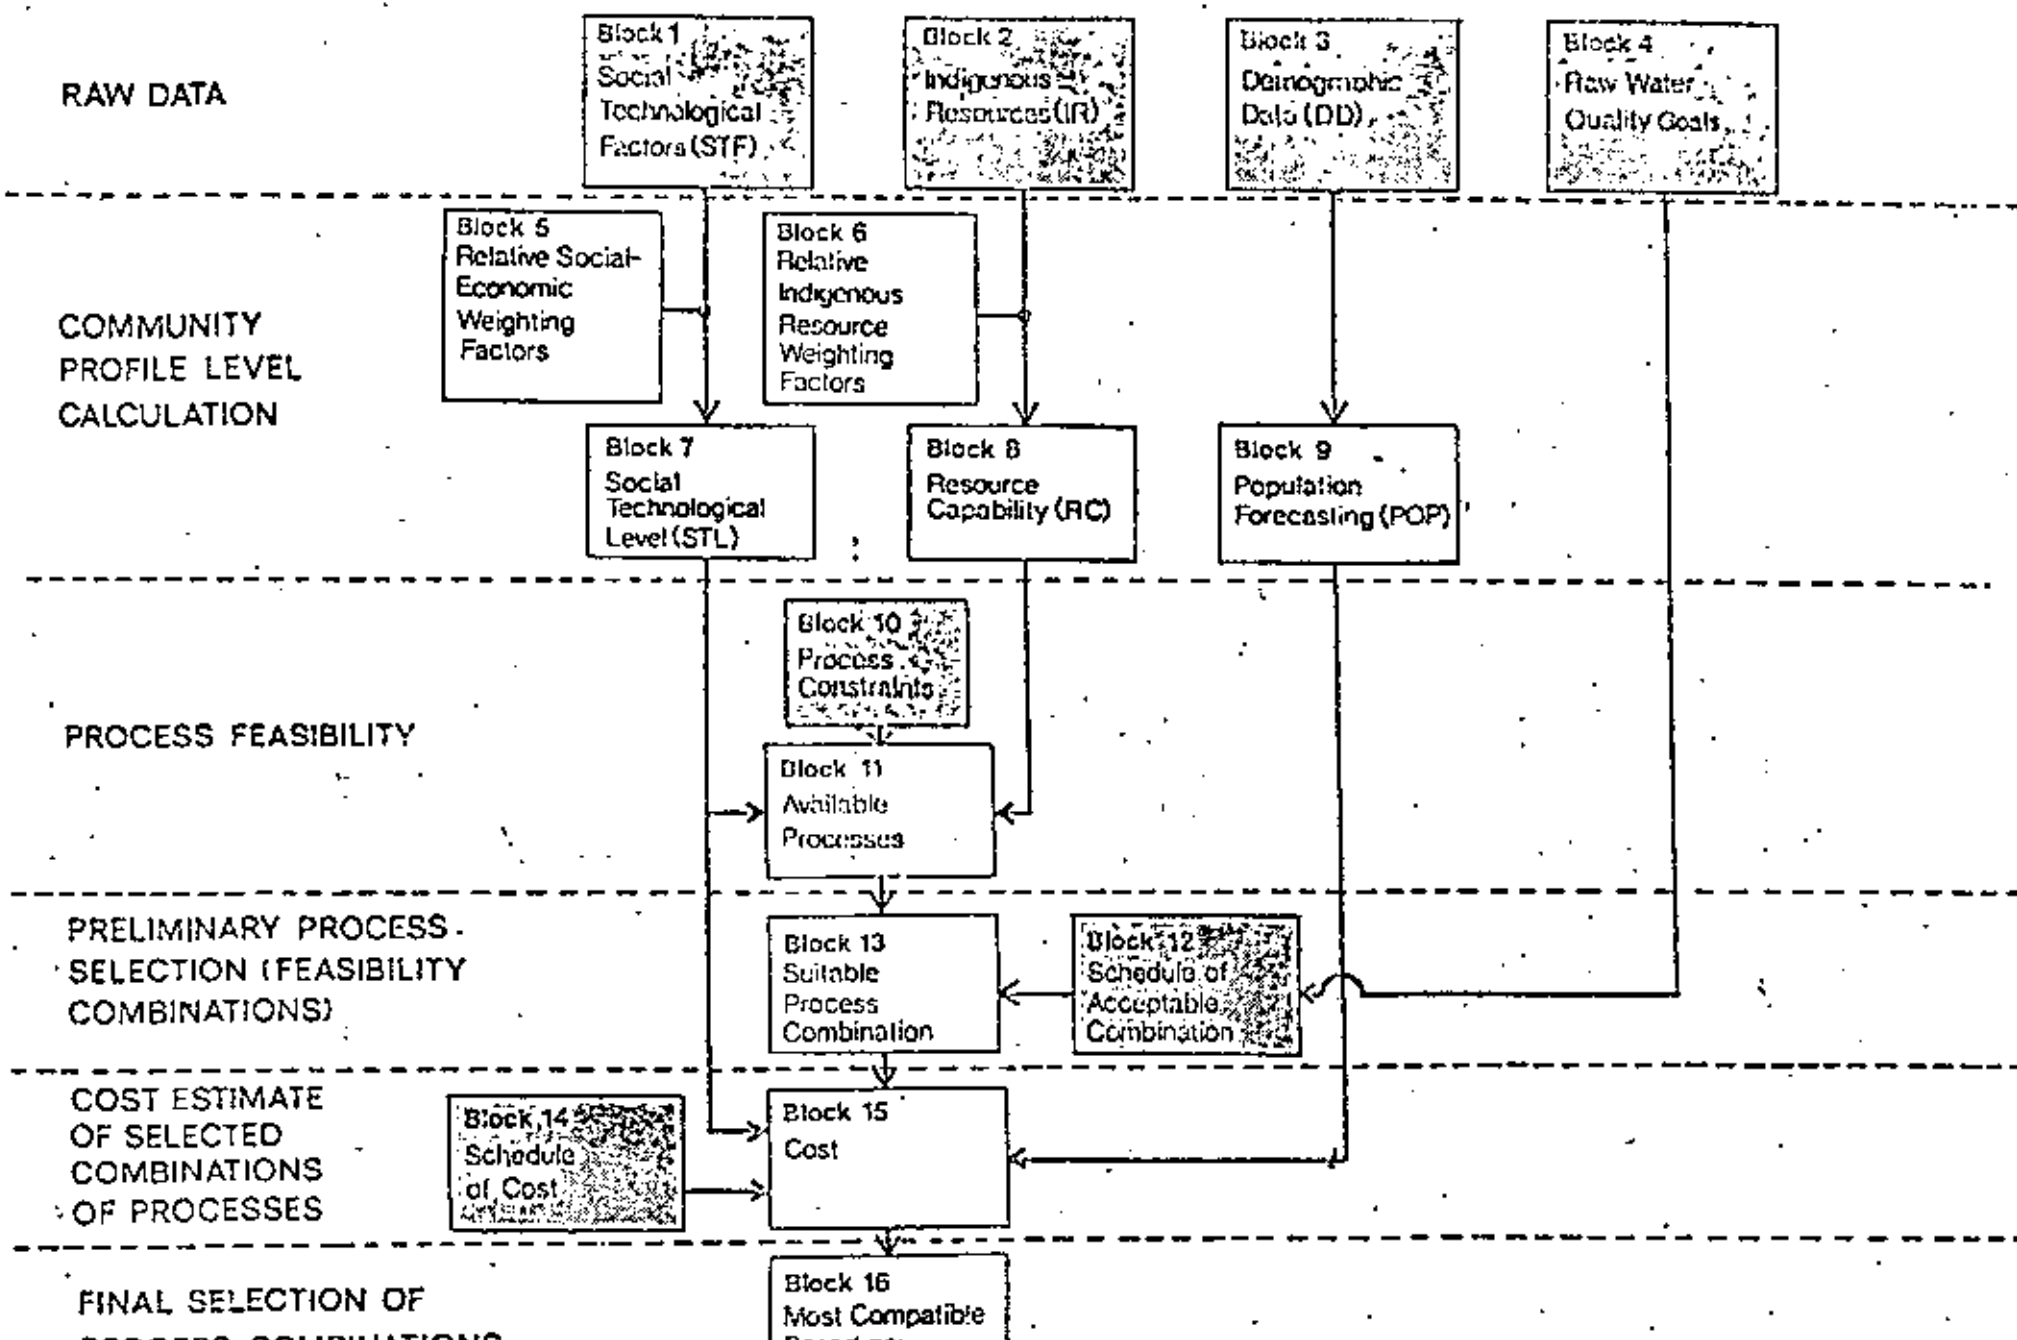 RAW DATA
Block 1
Social
Technological
Factors (STF)
Block 2
Indigenous
Resources (IR)
Block 3
Demographic
Data (DD)
Block 4
Raw Water
Quality Goals
COMMUNITY
PROFILE LEVEL
CALCULATION
Block 5
Relative Social-
Economic
Weighting
Factors
Block 6
Relative
Indigenous
Resource
Weighting
Factors
Block 7
Social
Technological
Level (STL)
Block 8
Resource
Capability (RC)
Block 9
Population
Forecasting (POP)
PROCESS FEASIBILITY
Block 10
Process
Constraints
Block 11
Available
Processes
PRELIMINARY PROCESS
SELECTION (FEASIBILITY
COMBINATIONS)
Block 13
Suitable
Process
Combination
Block 12
Schedule of
Acceptable
Combination
COST ESTIMATE
OF SELECTED
COMBINATIONS
OF PROCESSES
Block 14
Schedule
of Cost
Block 15
Cost
FINAL SELECTION OF
PROCESS COMBINATIONS
Block 16
Most Compatible